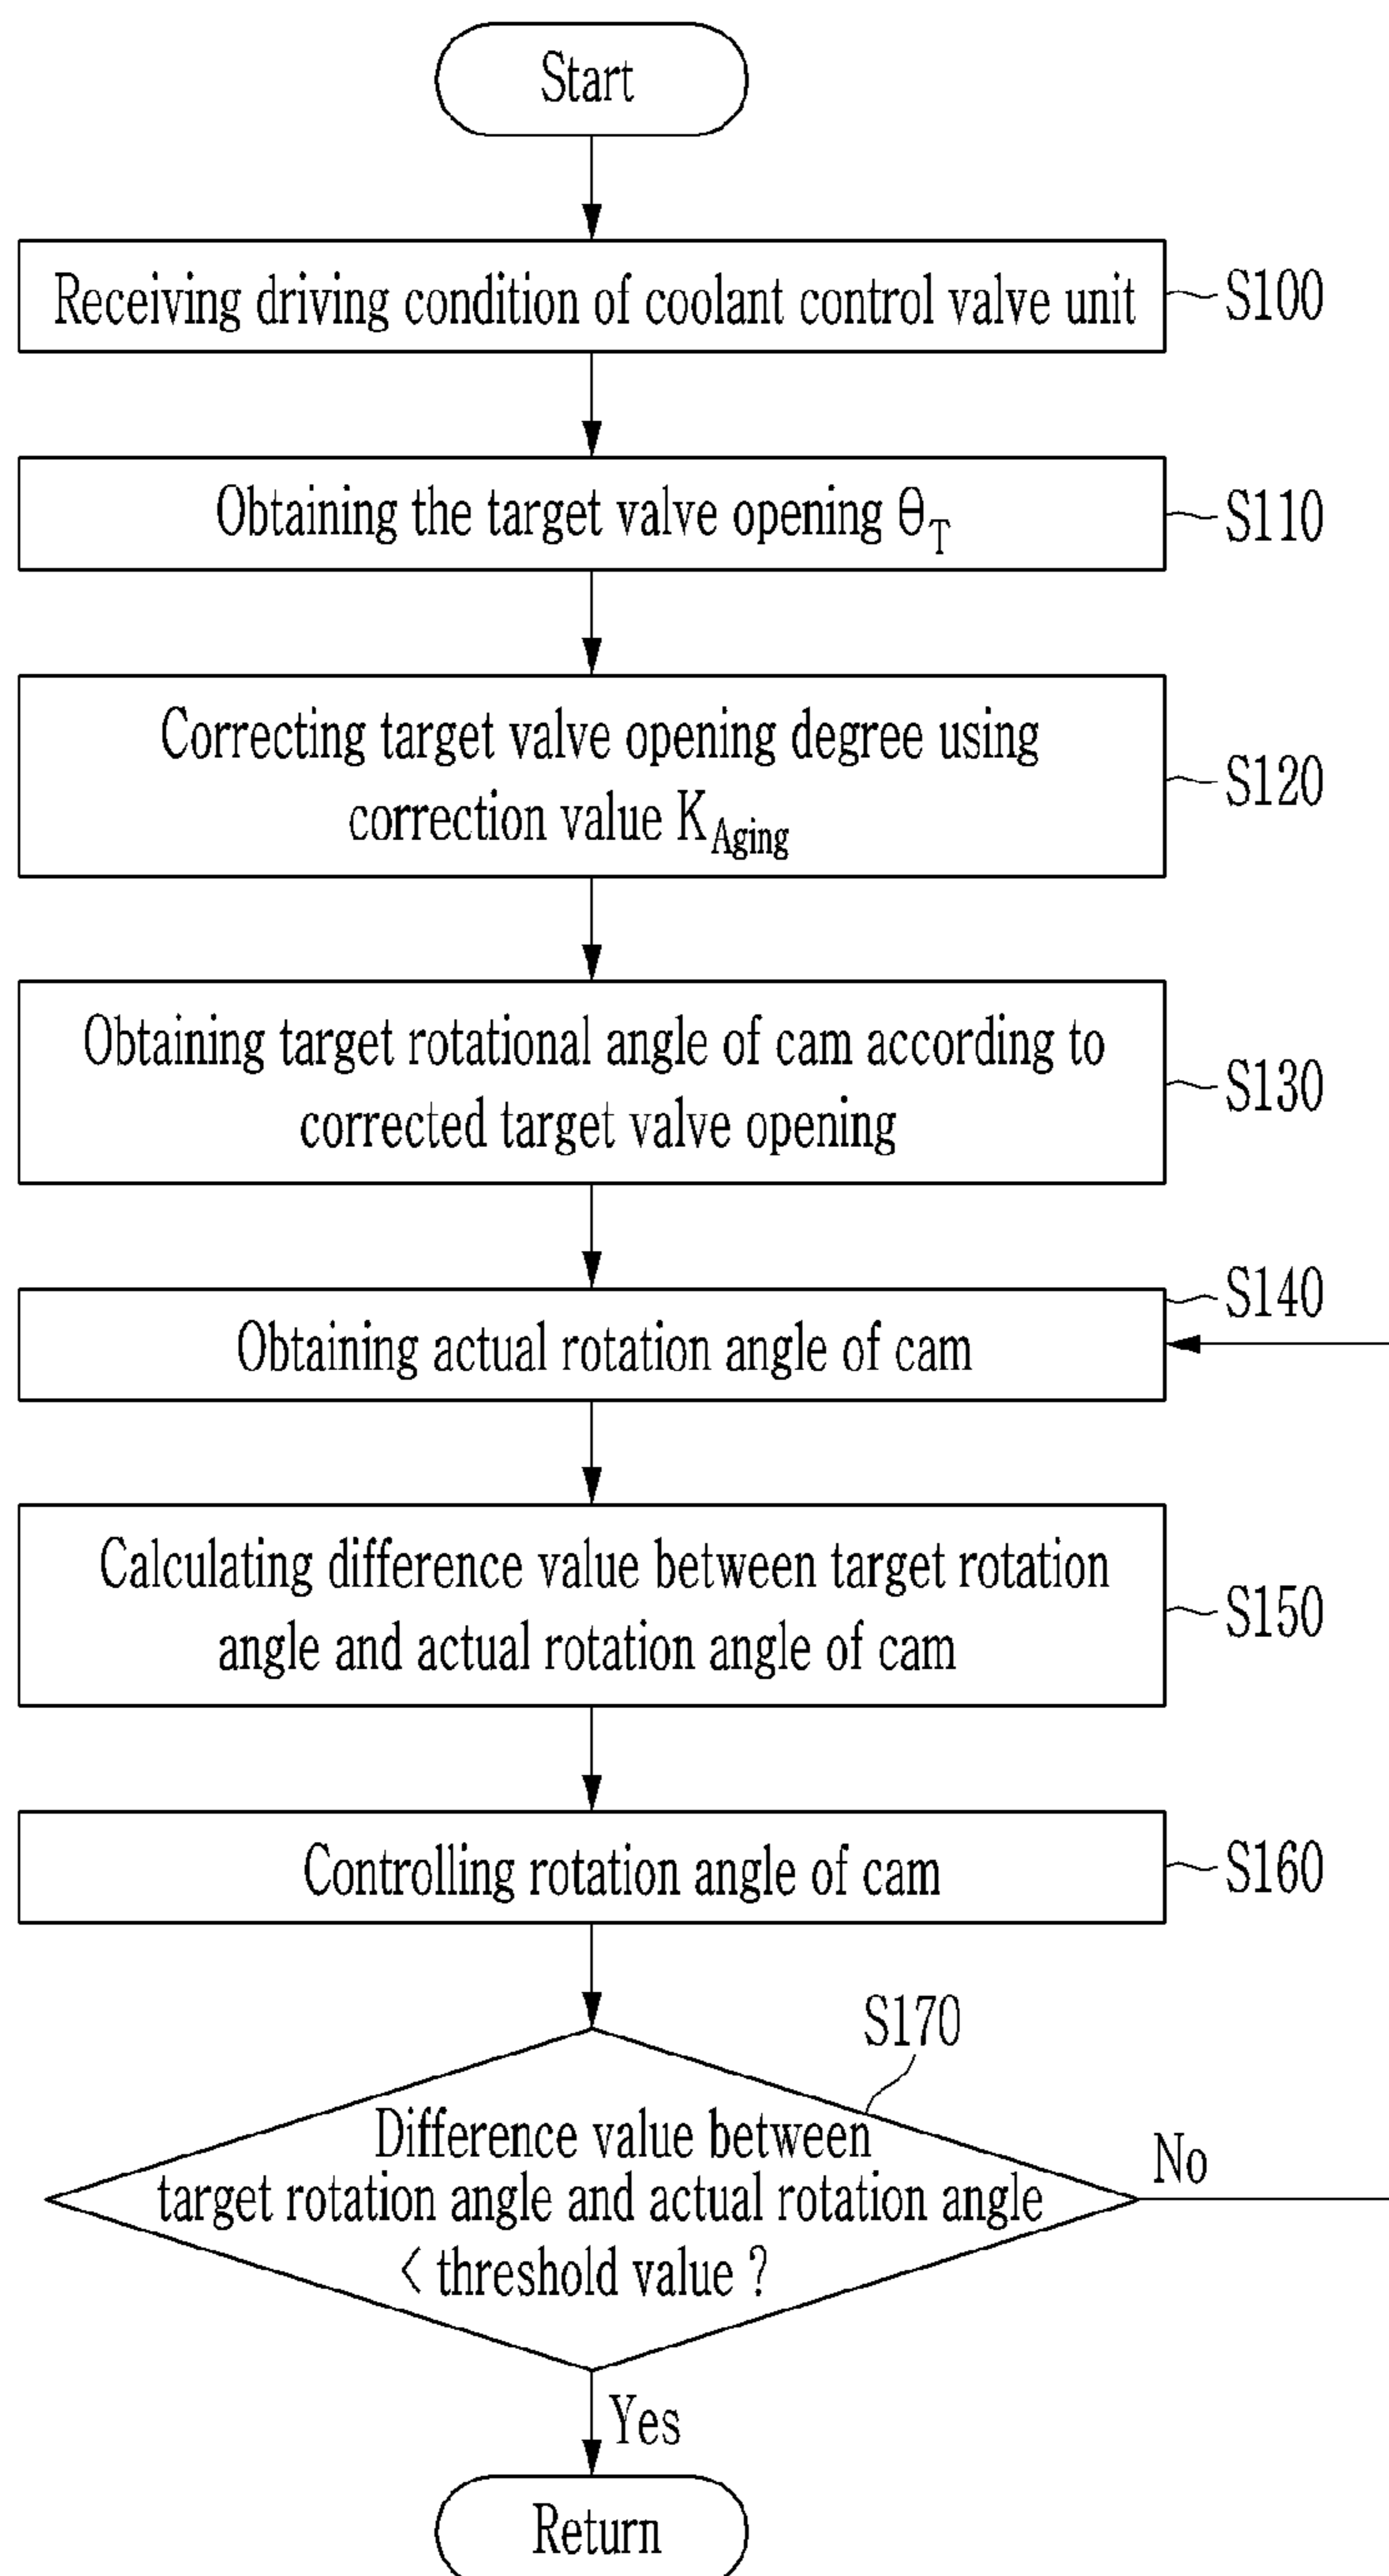 Start
Receiving driving condition of coolant control valve unit
S100
Obtaining the target valve opening θT
S110
Correcting target valve opening degree using
correction value KAging
S120
Obtaining target rotational angle of cam according to
corrected target valve opening
S130
S140
Obtaining actual rotation angle of cam
Calculating difference value between target rotation
angle and actual rotation angle of cam
S150
Controlling rotation angle of cam
S160
S170
Difference value between
target rotation angle and actual rotation angle
< threshold value ?
No
Yes
Return